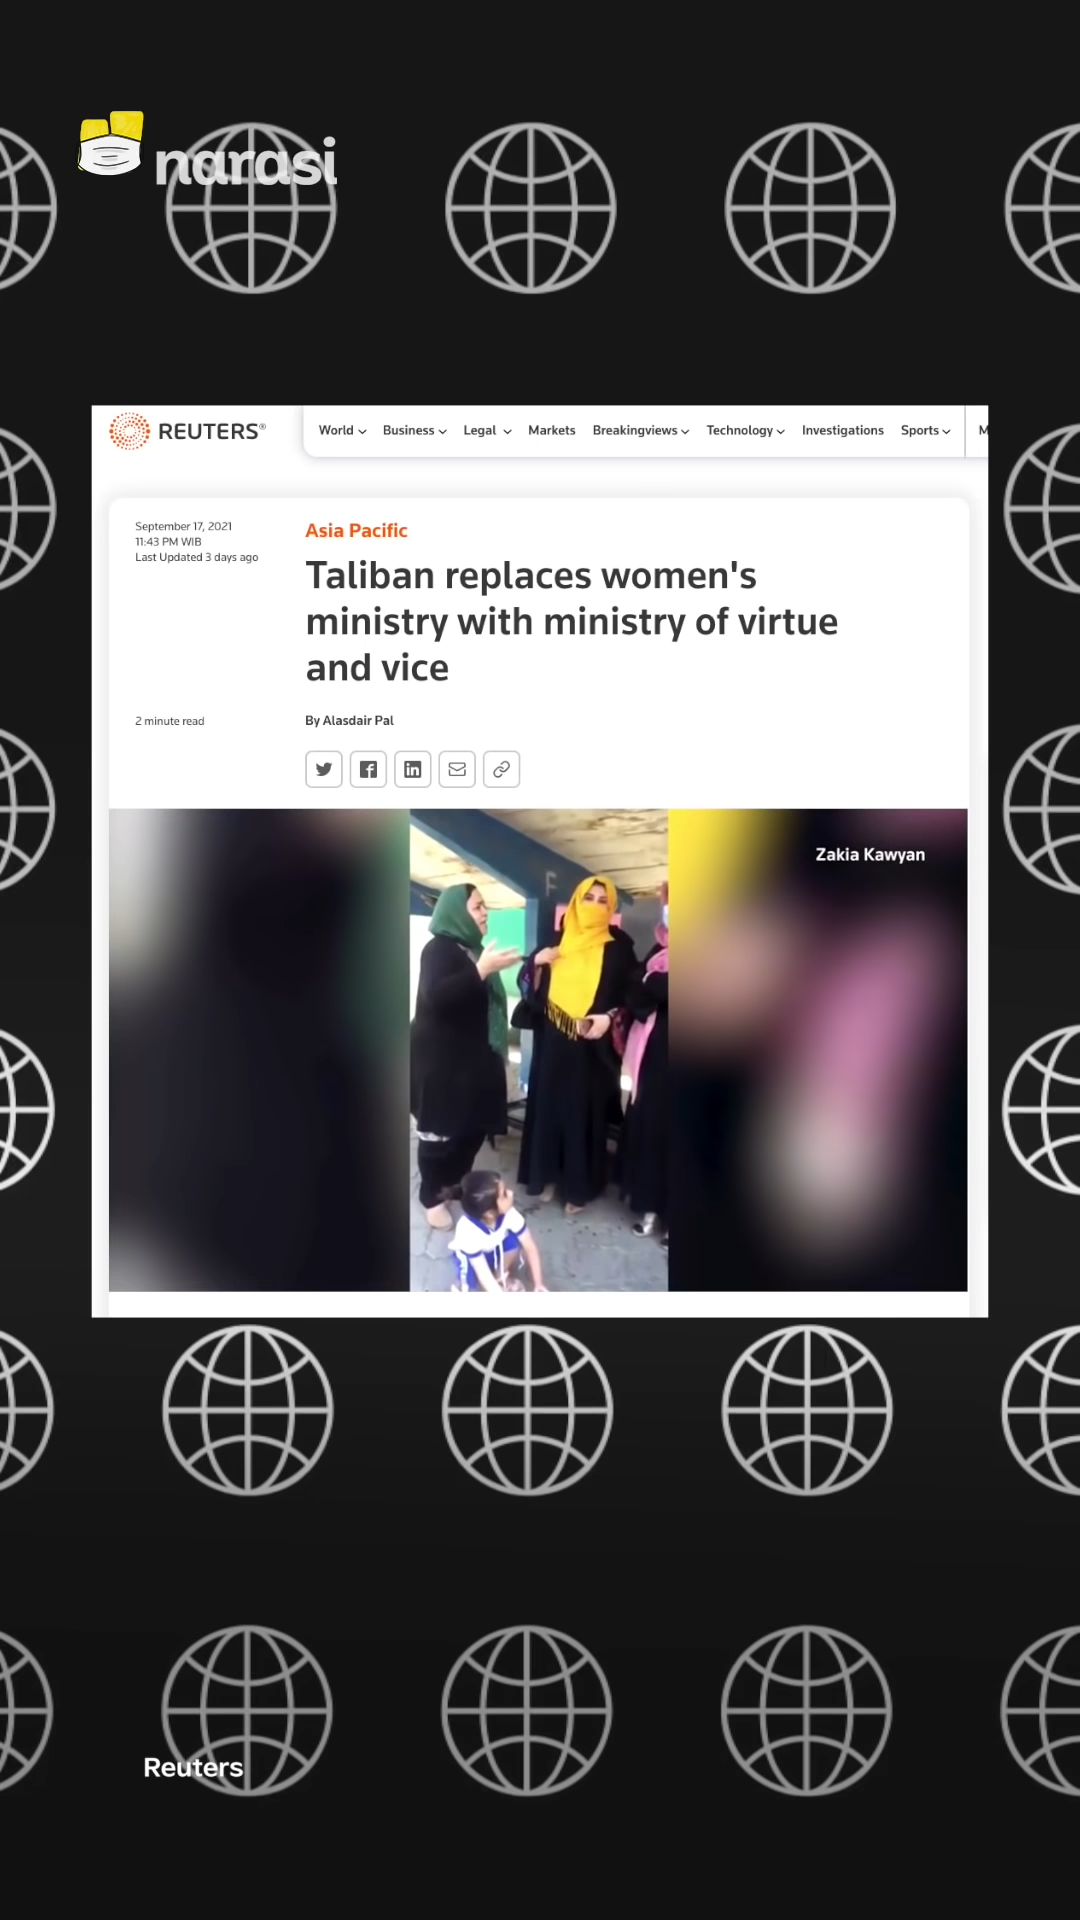 narasi
REUTERS®
World Business Legal Markets Breakingviews Technology Investigations Sports M
September 17, 2021
11:43 PM WIB
Last Updated 3 days ago
Asia Pacific
Taliban replaces women's
ministry with ministry of virtue
and vice
2 minute read
By Alasdair Pal
Zakia Kawyan
Reuters